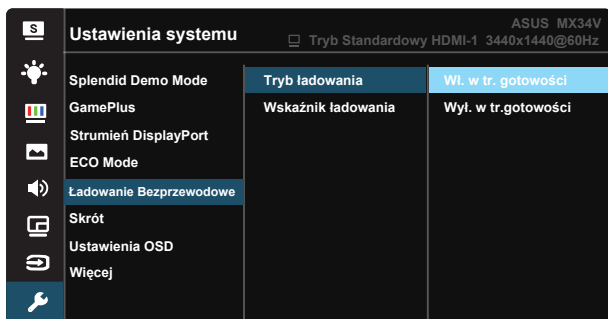 S
ASUS MX34V
Ustawienia systemu
Tryb Standardowy HDMI-1 3440x1440@60Hz
Splendid Demo Mode
Tryb ładowania
Wł. w tr. gotowości
GamePlus
Wskaźnik ładowania
Wył. w tr.gotowości
Strumień DisplayPort
ECO Mode
Ładowanie Bezprzewodowe
Skrót
Ustawienia OSD
Więcej